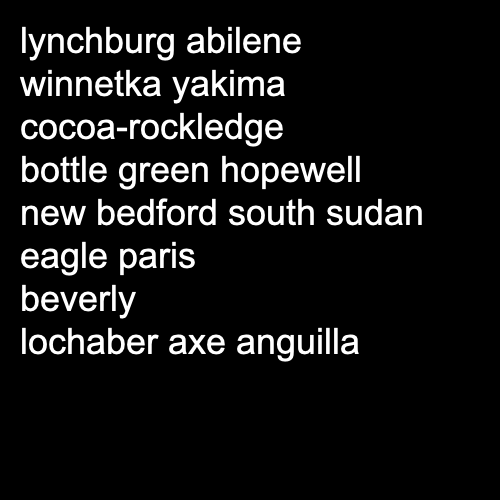 lynchburg abilene
winnetka yakima
cocoa-rockledge
bottle green hopewell
new bedford south sudan
eagle paris
beverly
lochaber axe anguilla